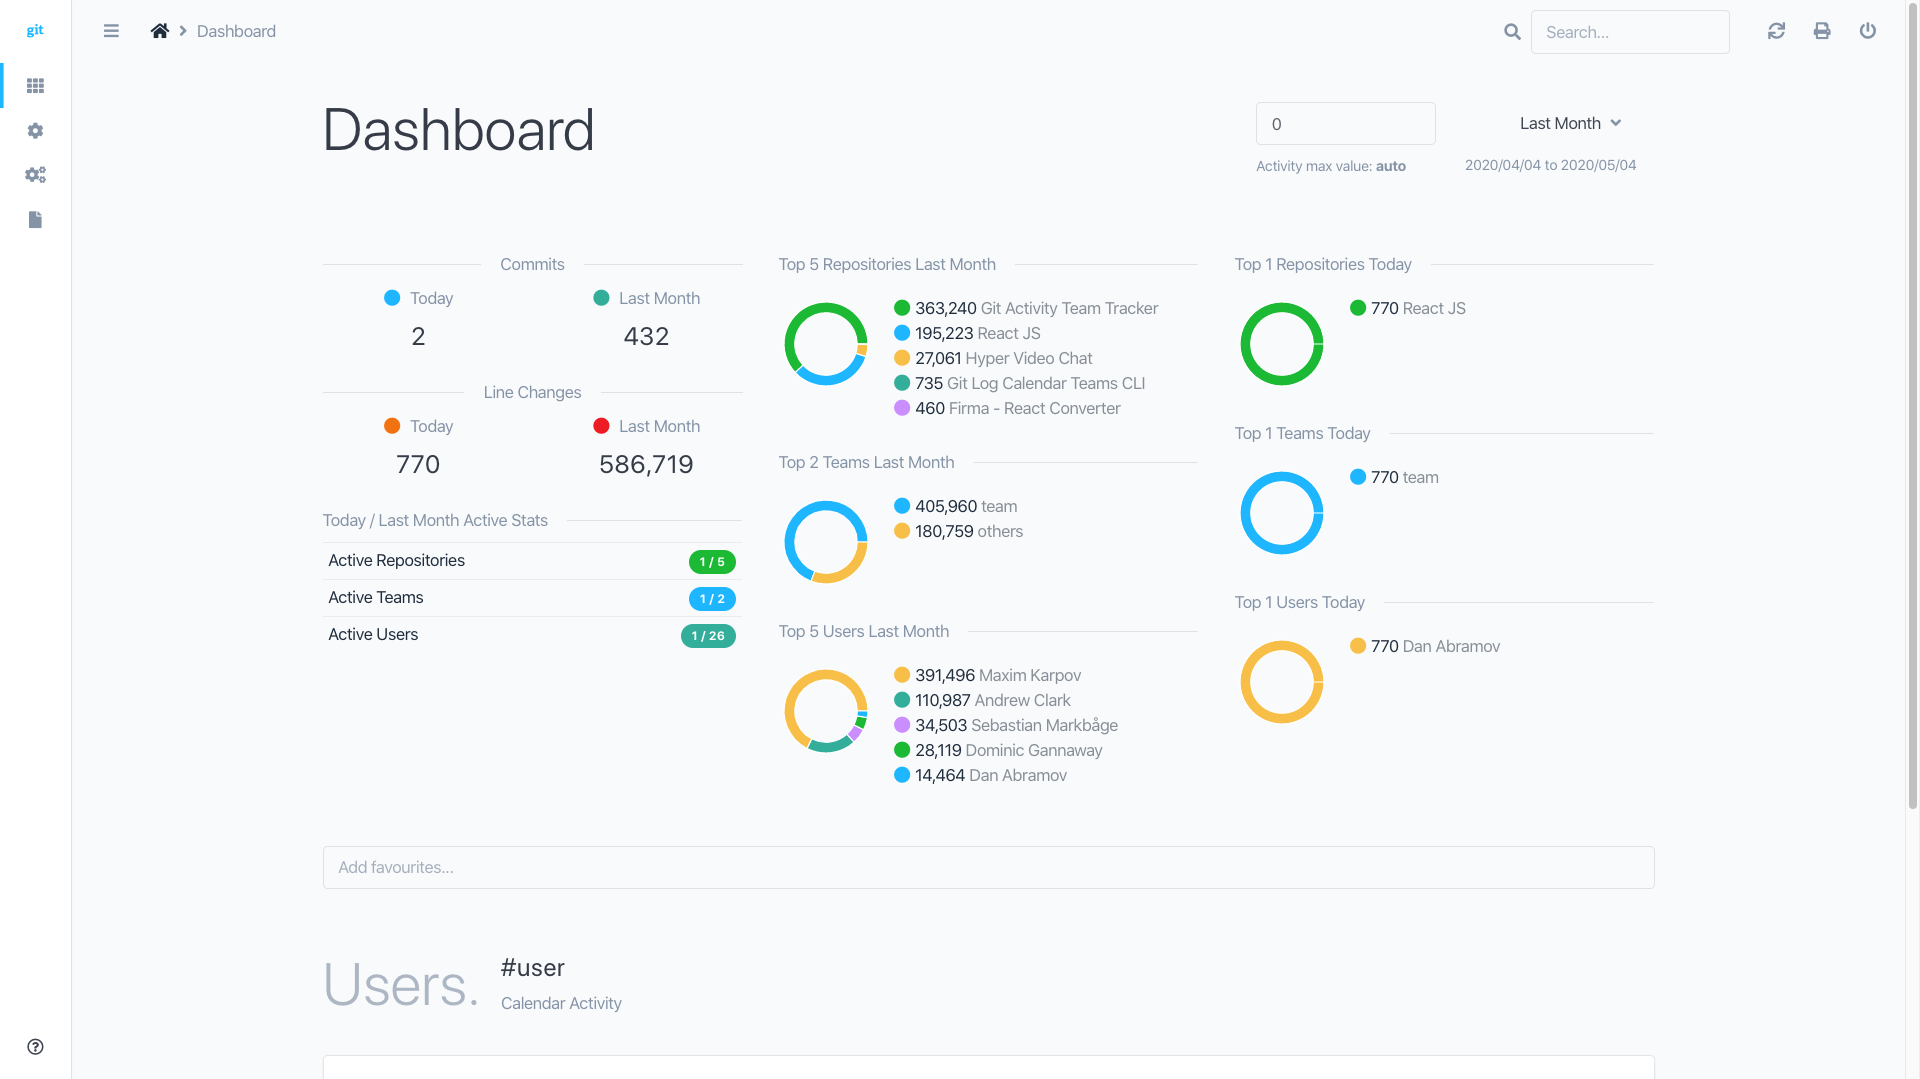 git
Dashboard
Search...
Dashboard
0
Activity max value: auto
Last Month
2020/04/04 to 2020/05/04
Commits
Today
2
Last Month
432
Line Changes
Today
770
Last Month
586,719
Today / Last Month Active Stats
Active Repositories 1 / 5
Active Teams 1 / 2
Active Users 1 / 26
Top 5 Repositories Last Month
363,240 Git Activity Team Tracker
195,223 React JS
27,061 Hyper Video Chat
735 Git Log Calendar Teams CLI
460 Firma - React Converter
Top 2 Teams Last Month
405,960 team
180,759 others
Top 5 Users Last Month
391,496 Maxim Karpov
110,987 Andrew Clark
34,503 Sebastian Markbåge
28,119 Dominic Gannaway
14,464 Dan Abramov
Top 1 Repositories Today
770 React JS
Top 1 Teams Today
770 team
Top 1 Users Today
770 Dan Abramov
Add favourites...
Users.
#user
Calendar Activity